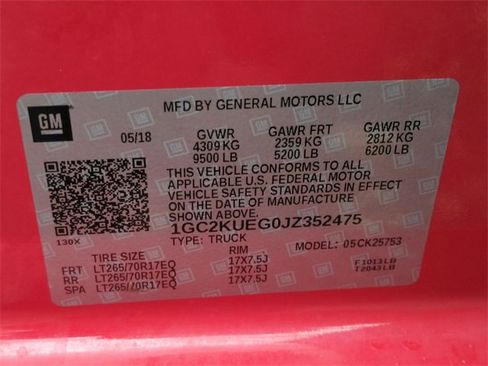 GM
MFD BY GENERAL MOTORS LLC
05/18 GVWR GAWR FRT GAWR RR
4309 KG 2359 KG 2812 KG
9500 LB 5200 LB 6200 LB
THIS VEHICLE CONFORMS TO ALL
APPLICABLE U.S. FEDERAL MOTOR
VEHICLE SAFETY STANDARDS IN EFFECT
ON THE DATE OF MANUFACTURE
SHOWN ABOVE.
1GC2KUEG0JZ352475
130X TYPE: TRUCK MODEL: 05CK25753
TIRE SIZE RIM
FRT LT265/70R17EQ 17X7.5J F1013LB
RR LT265/70R17EQ 17X7.5J T2043LB
SPA LT265/70R17EQ 17X7.5J